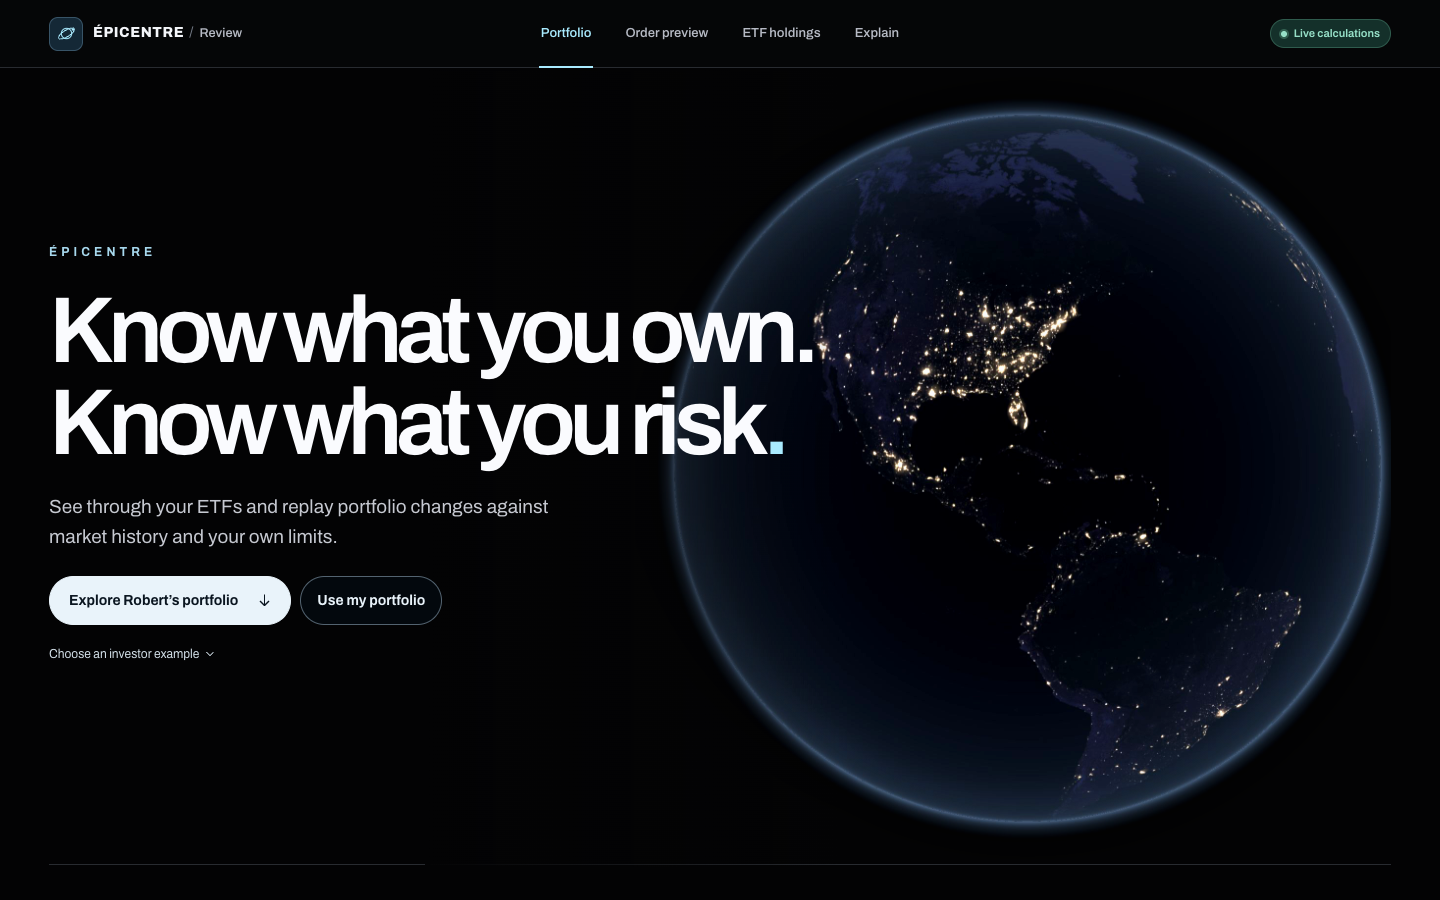 ÉPICENTRE / Review
Portfolio
Order preview
ETF holdings
Explain
Live calculations
ÉPICENTRE
Know what you own.
Know what you risk.
See through your ETFs and replay portfolio changes against
market history and your own limits.
Explore Robert’s portfolio ↓
Use my portfolio
Choose an investor example